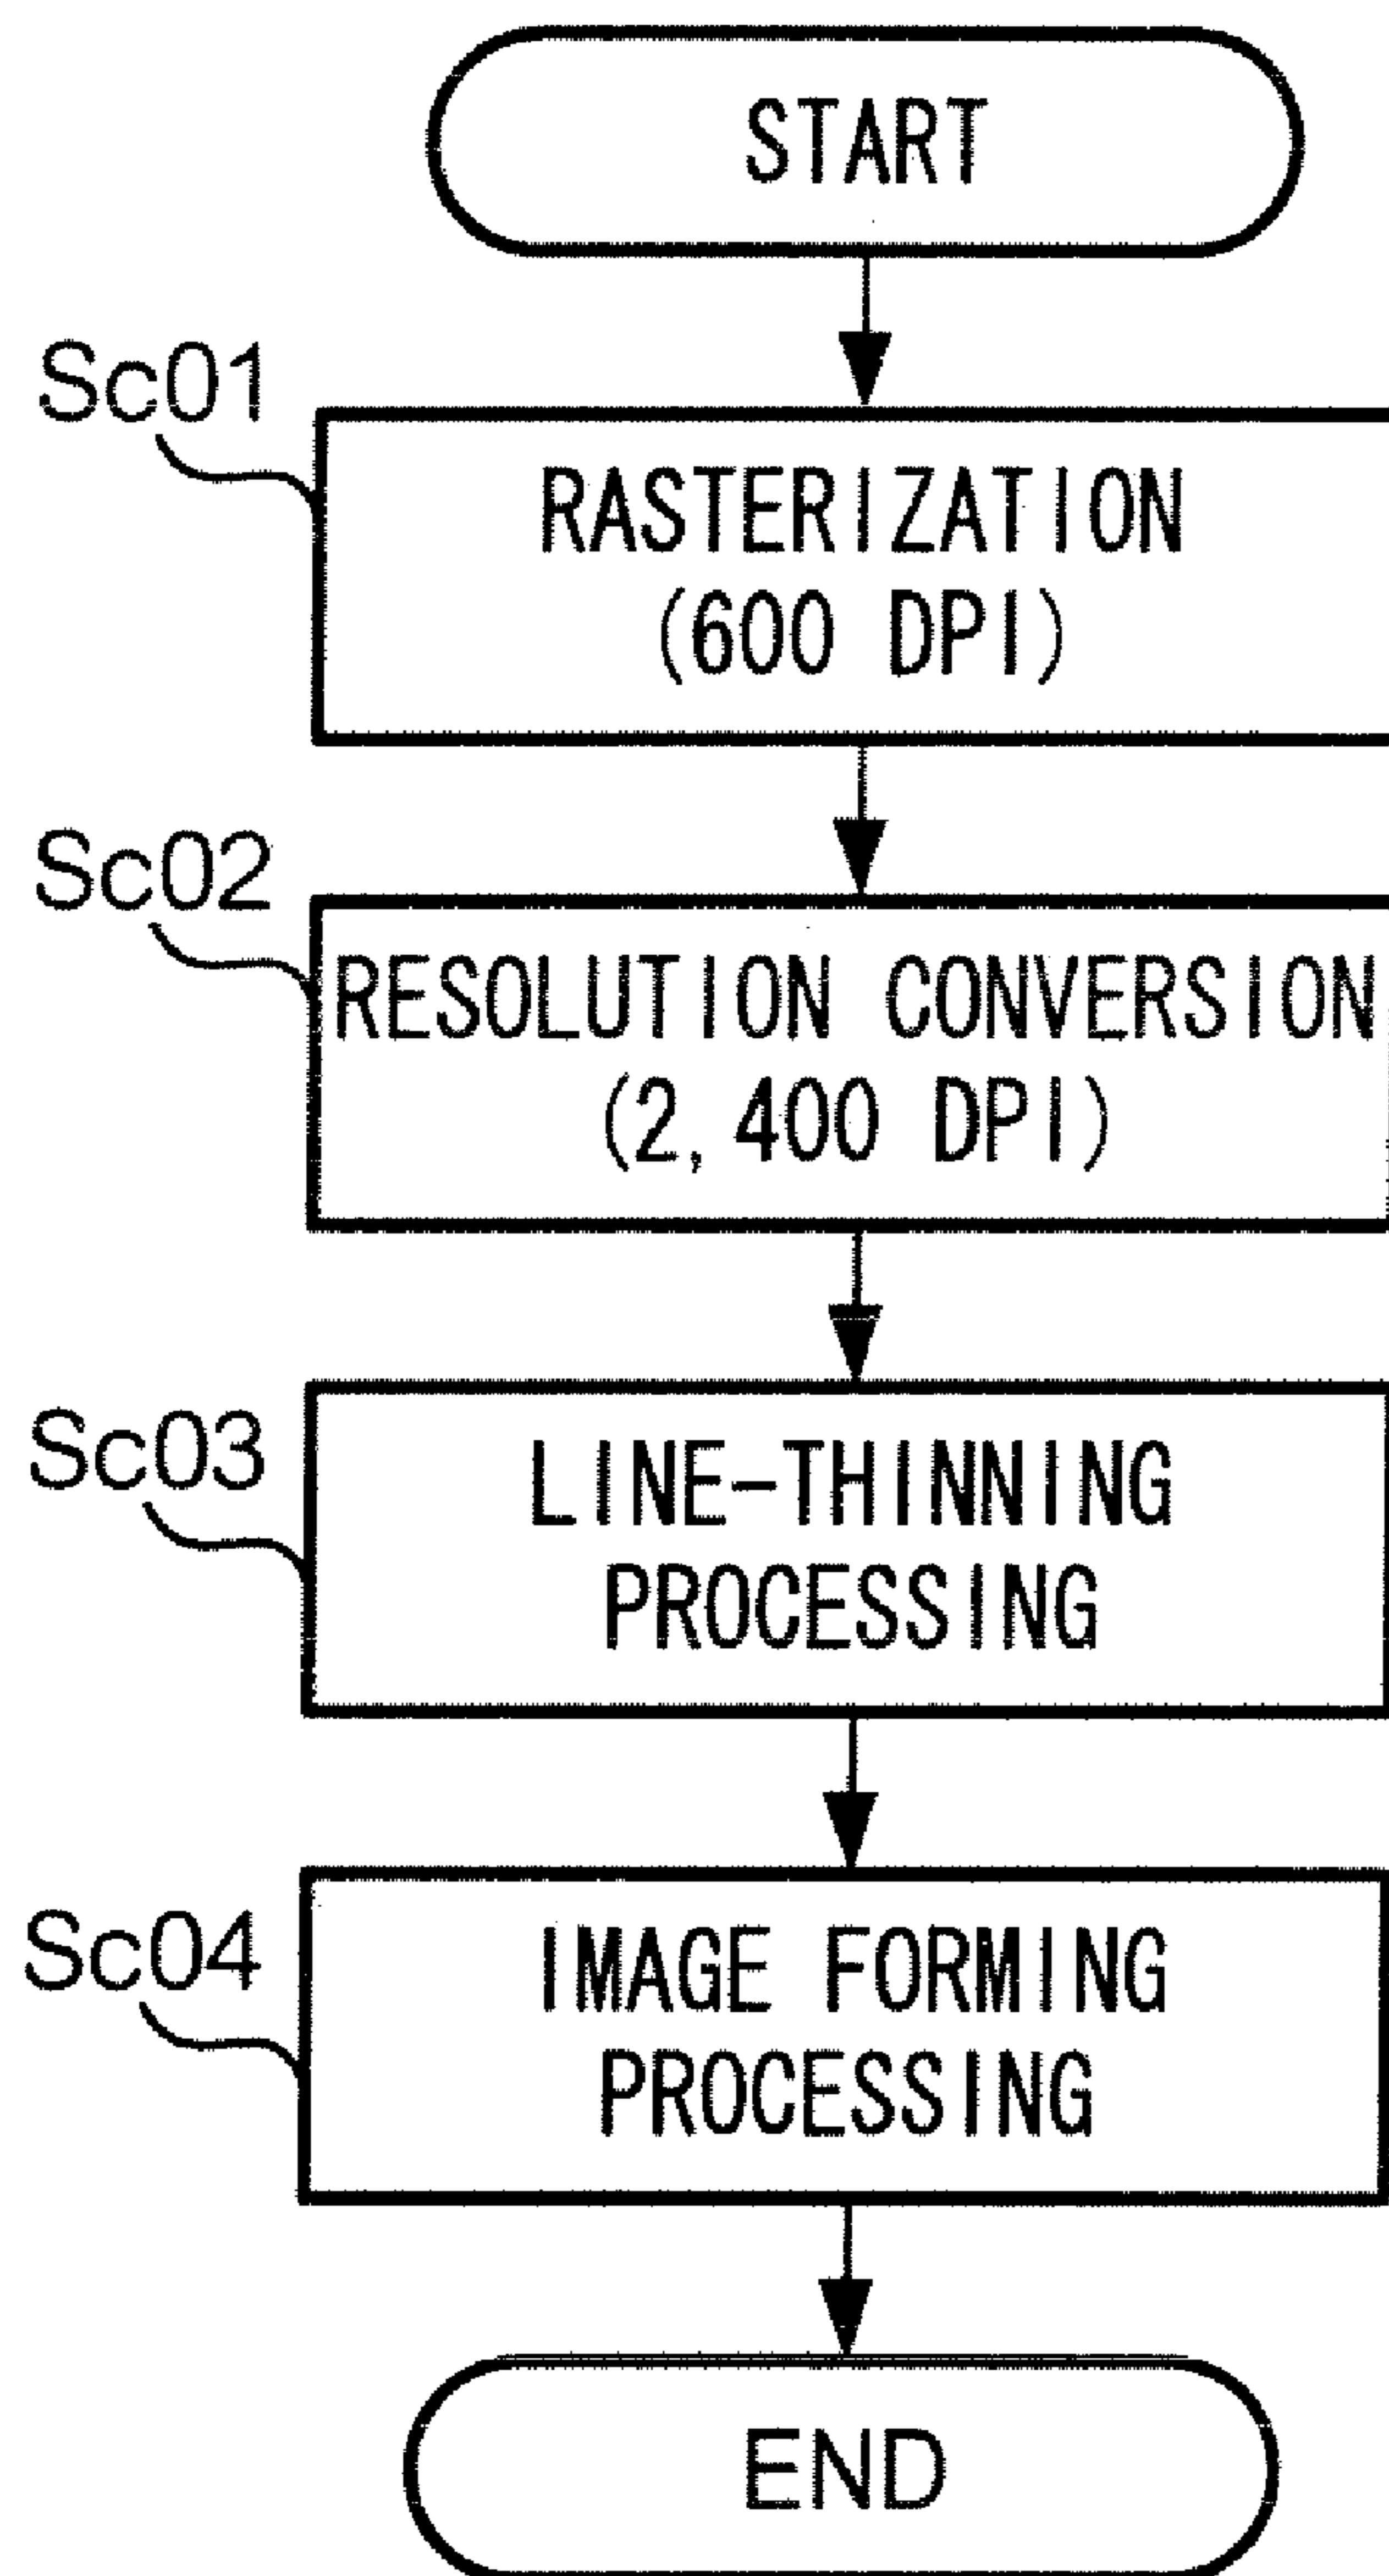 START
Sc01
RASTERIZATION
(600 DPI)
Sc02
RESOLUTION CONVERSION
(2,400 DPI)
Sc03
LINE-THINNING
PROCESSING
Sc04
IMAGE FORMING
PROCESSING
END